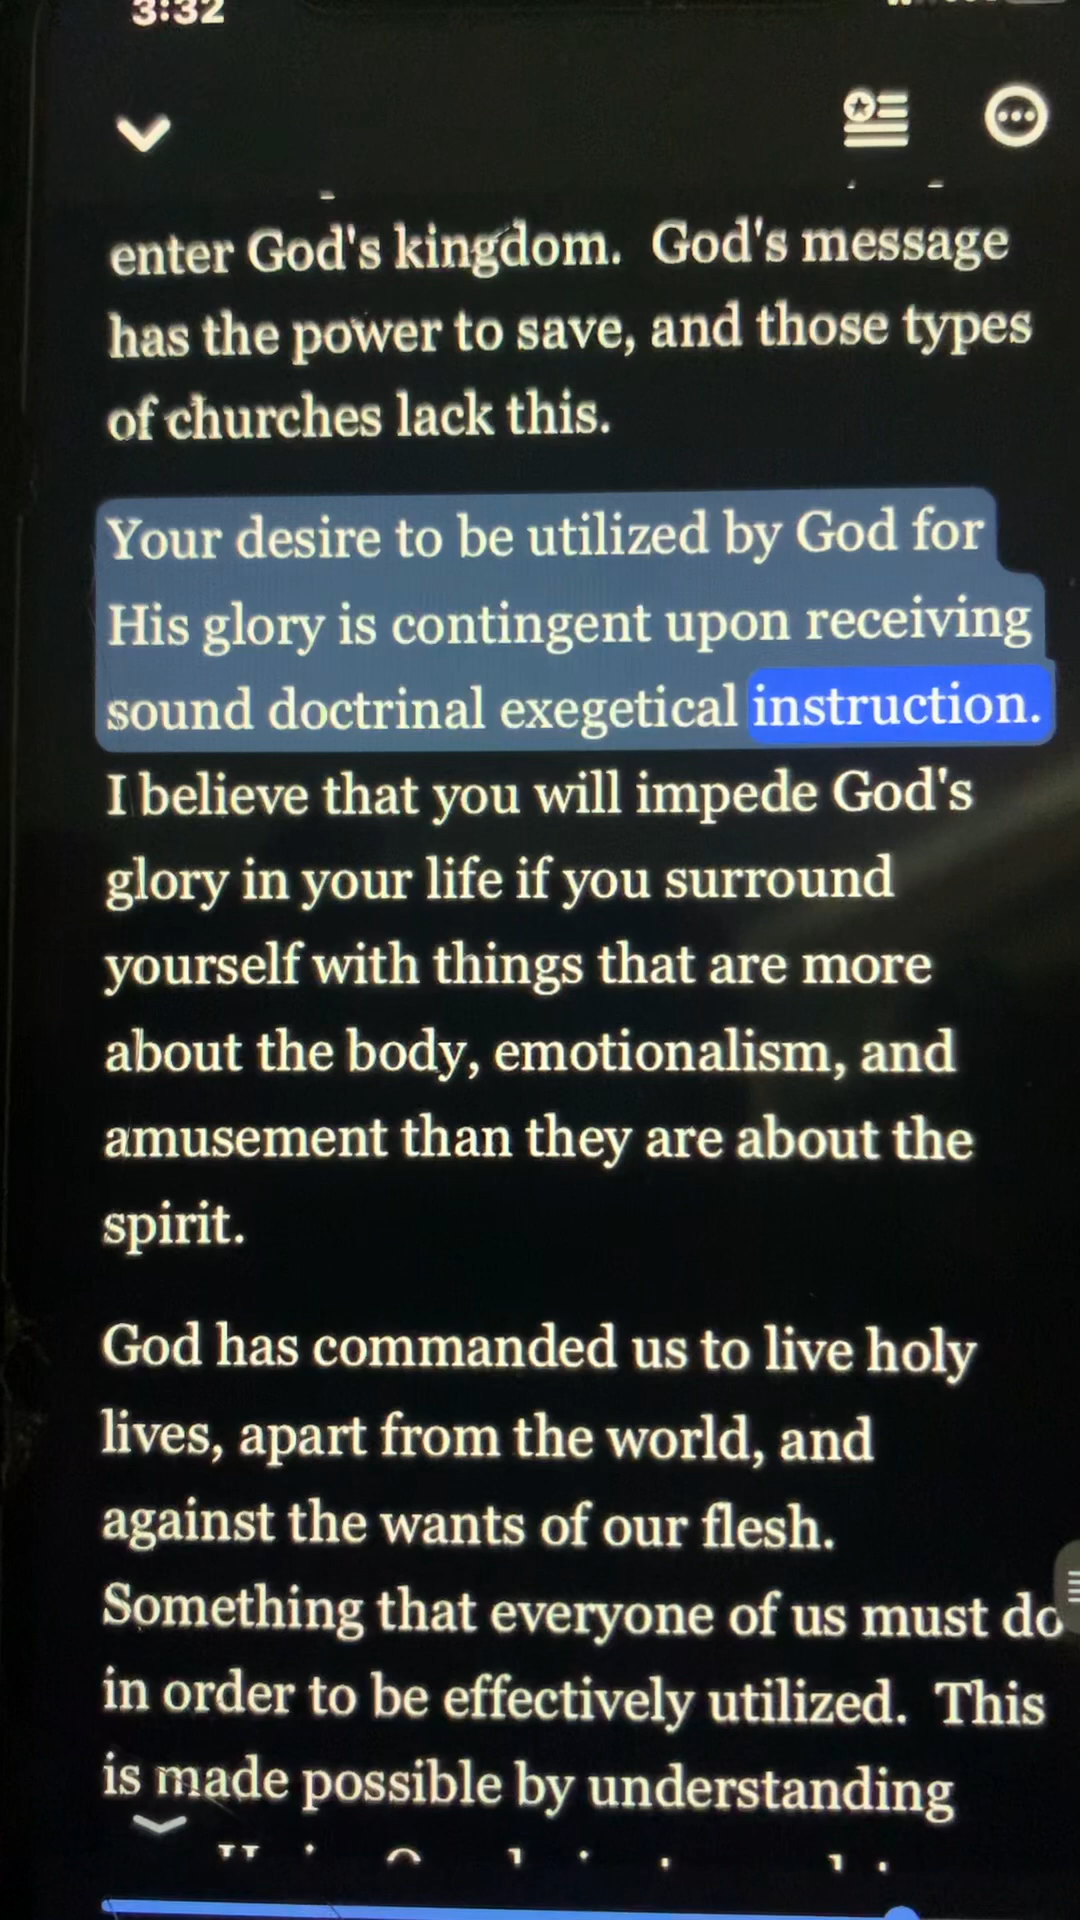 3:32
enter God's kingdom.  God's message
has the power to save, and those types
of churches lack this.
Your desire to be utilized by God for
His glory is contingent upon receiving
sound doctrinal exegetical instruction.
I believe that you will impede God's
glory in your life if you surround
yourself with things that are more
about the body, emotionalism, and
amusement than they are about the
spirit.
God has commanded us to live holy
lives, apart from the world, and
against the wants of our flesh.
Something that everyone of us must do
in order to be effectively utilized.  This
is made possible by understanding